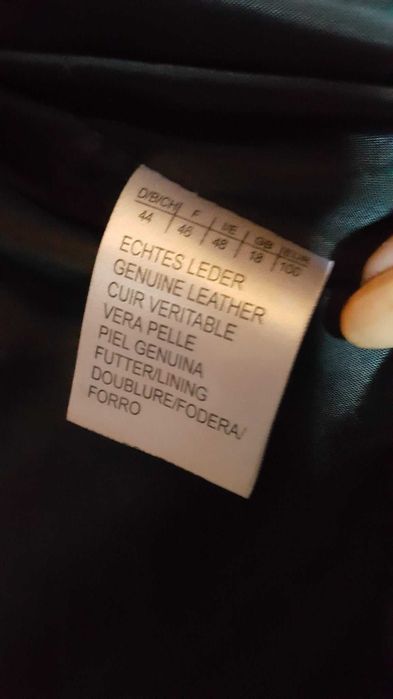 D/B/CH F I/E GB
44 46 48 18 100
ECHTES LEDER
GENUINE LEATHER
CUIR VERITABLE
VERA PELLE
PIEL GENUINA
FUTTER/LINING
DOUBLURE/FODERA/
FORRO